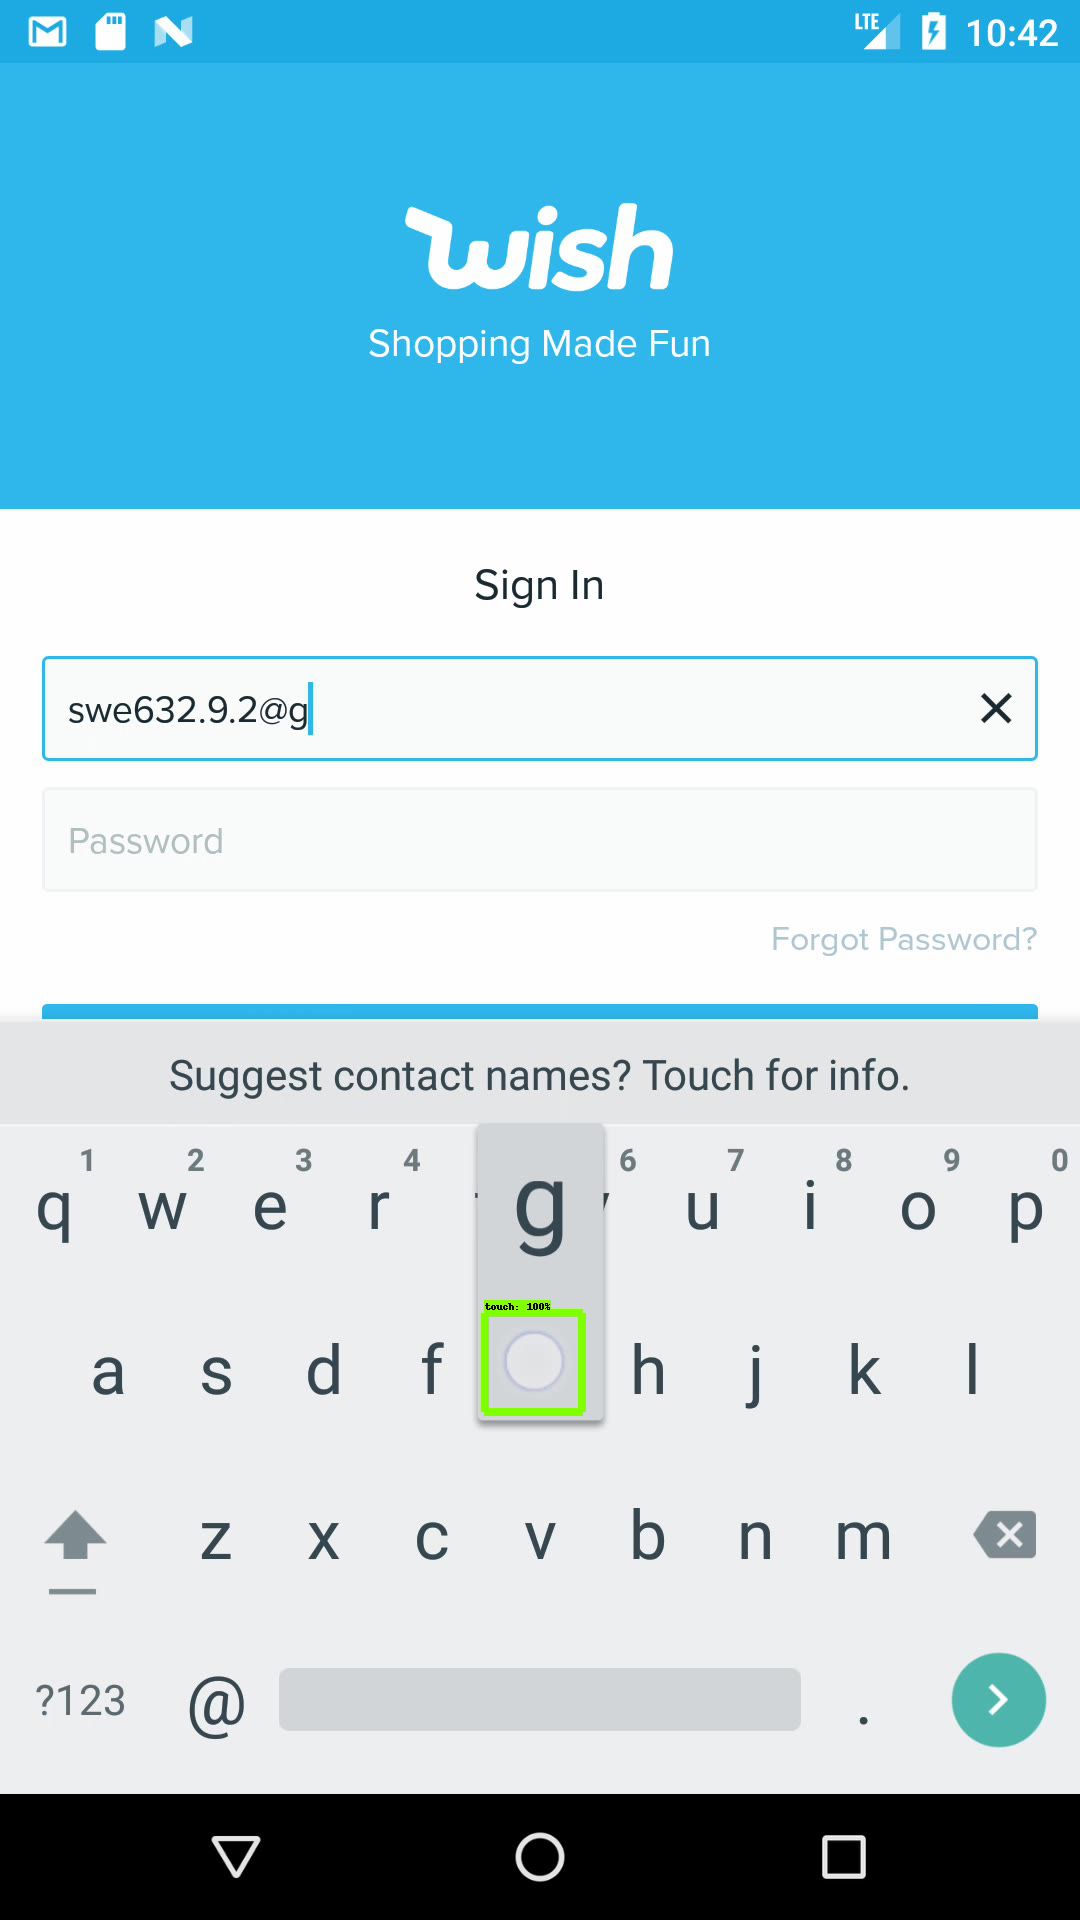 LTE 10:42
wish
Shopping Made Fun
Sign In
swe632.9.2@g
Password
Forgot Password?
Suggest contact names? Touch for info.
1 2 3 4 6 7 8 9 0
q w e r g u i o p
touch: 100%
a s d f h j k l
z x c v b n m
?123 @ .